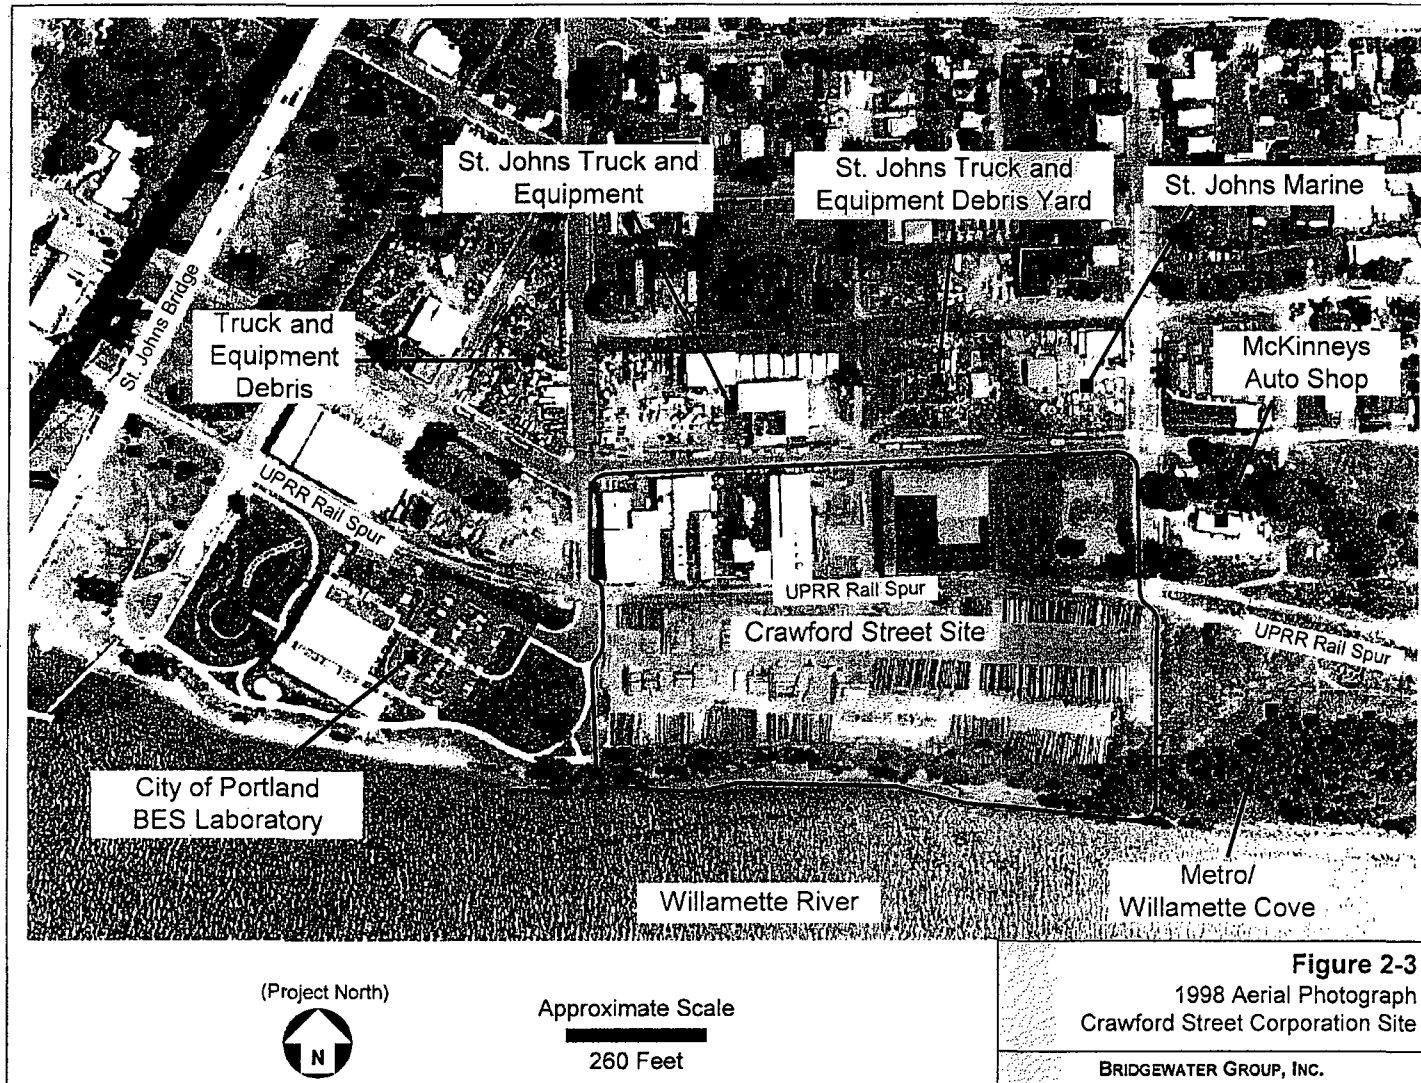 St. Johns Truck and
Equipment
St. Johns Truck and
Equipment Debris Yard
St. Johns Marine
St. Johns Bridge
Truck and
Equipment
Debris
McKinneys
Auto Shop
UPRR Rail Spur
UPRR Rail Spur
Crawford Street Site
UPRR Rail Spur
City of Portland
BES Laboratory
Willamette River
Metro/
Willamette Cove
(Project North)
N
Approximate Scale
260 Feet
Figure 2-3
1998 Aerial Photograph
Crawford Street Corporation Site
BRIDGEWATER GROUP, INC.